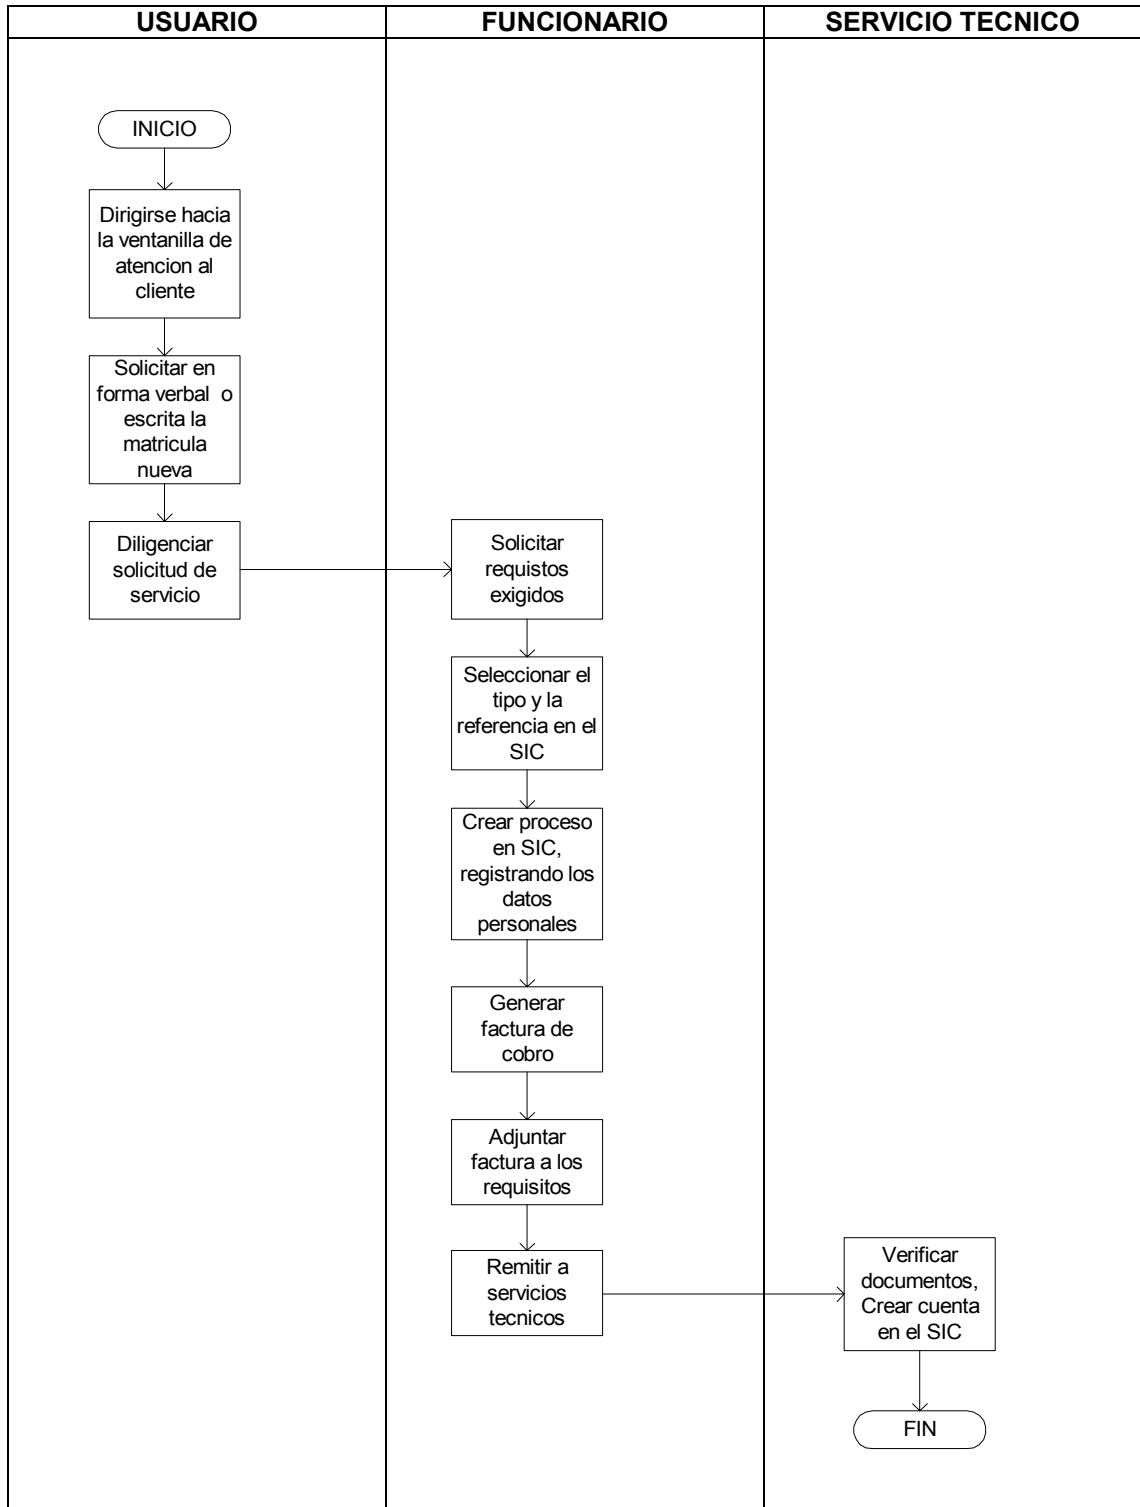 USUARIO
FUNCIONARIO
SERVICIO TECNICO
INICIO
Dirigirse hacia
la ventanilla de
atencion al
cliente
Solicitar en
forma verbal o
escrita la
matricula
nueva
Diligenciar
solicitud de
servicio
Solicitar
requistos
exigidos
Seleccionar el
tipo y la
referencia en el
SIC
Crear proceso
en SIC,
registrando los
datos
personales
Generar
factura de
cobro
Adjuntar
factura a los
requisitos
Remitir a
servicios
tecnicos
Verificar
documentos,
Crear cuenta
en el SIC
FIN